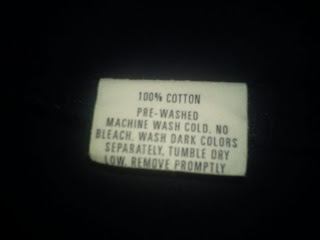 100% COTTON
PRE-WASHED
MACHINE WASH COLD, NO
BLEACH, WASH DARK COLORS
SEPARATELY, TUMBLE DRY
LOW, REMOVE PROMPTLY